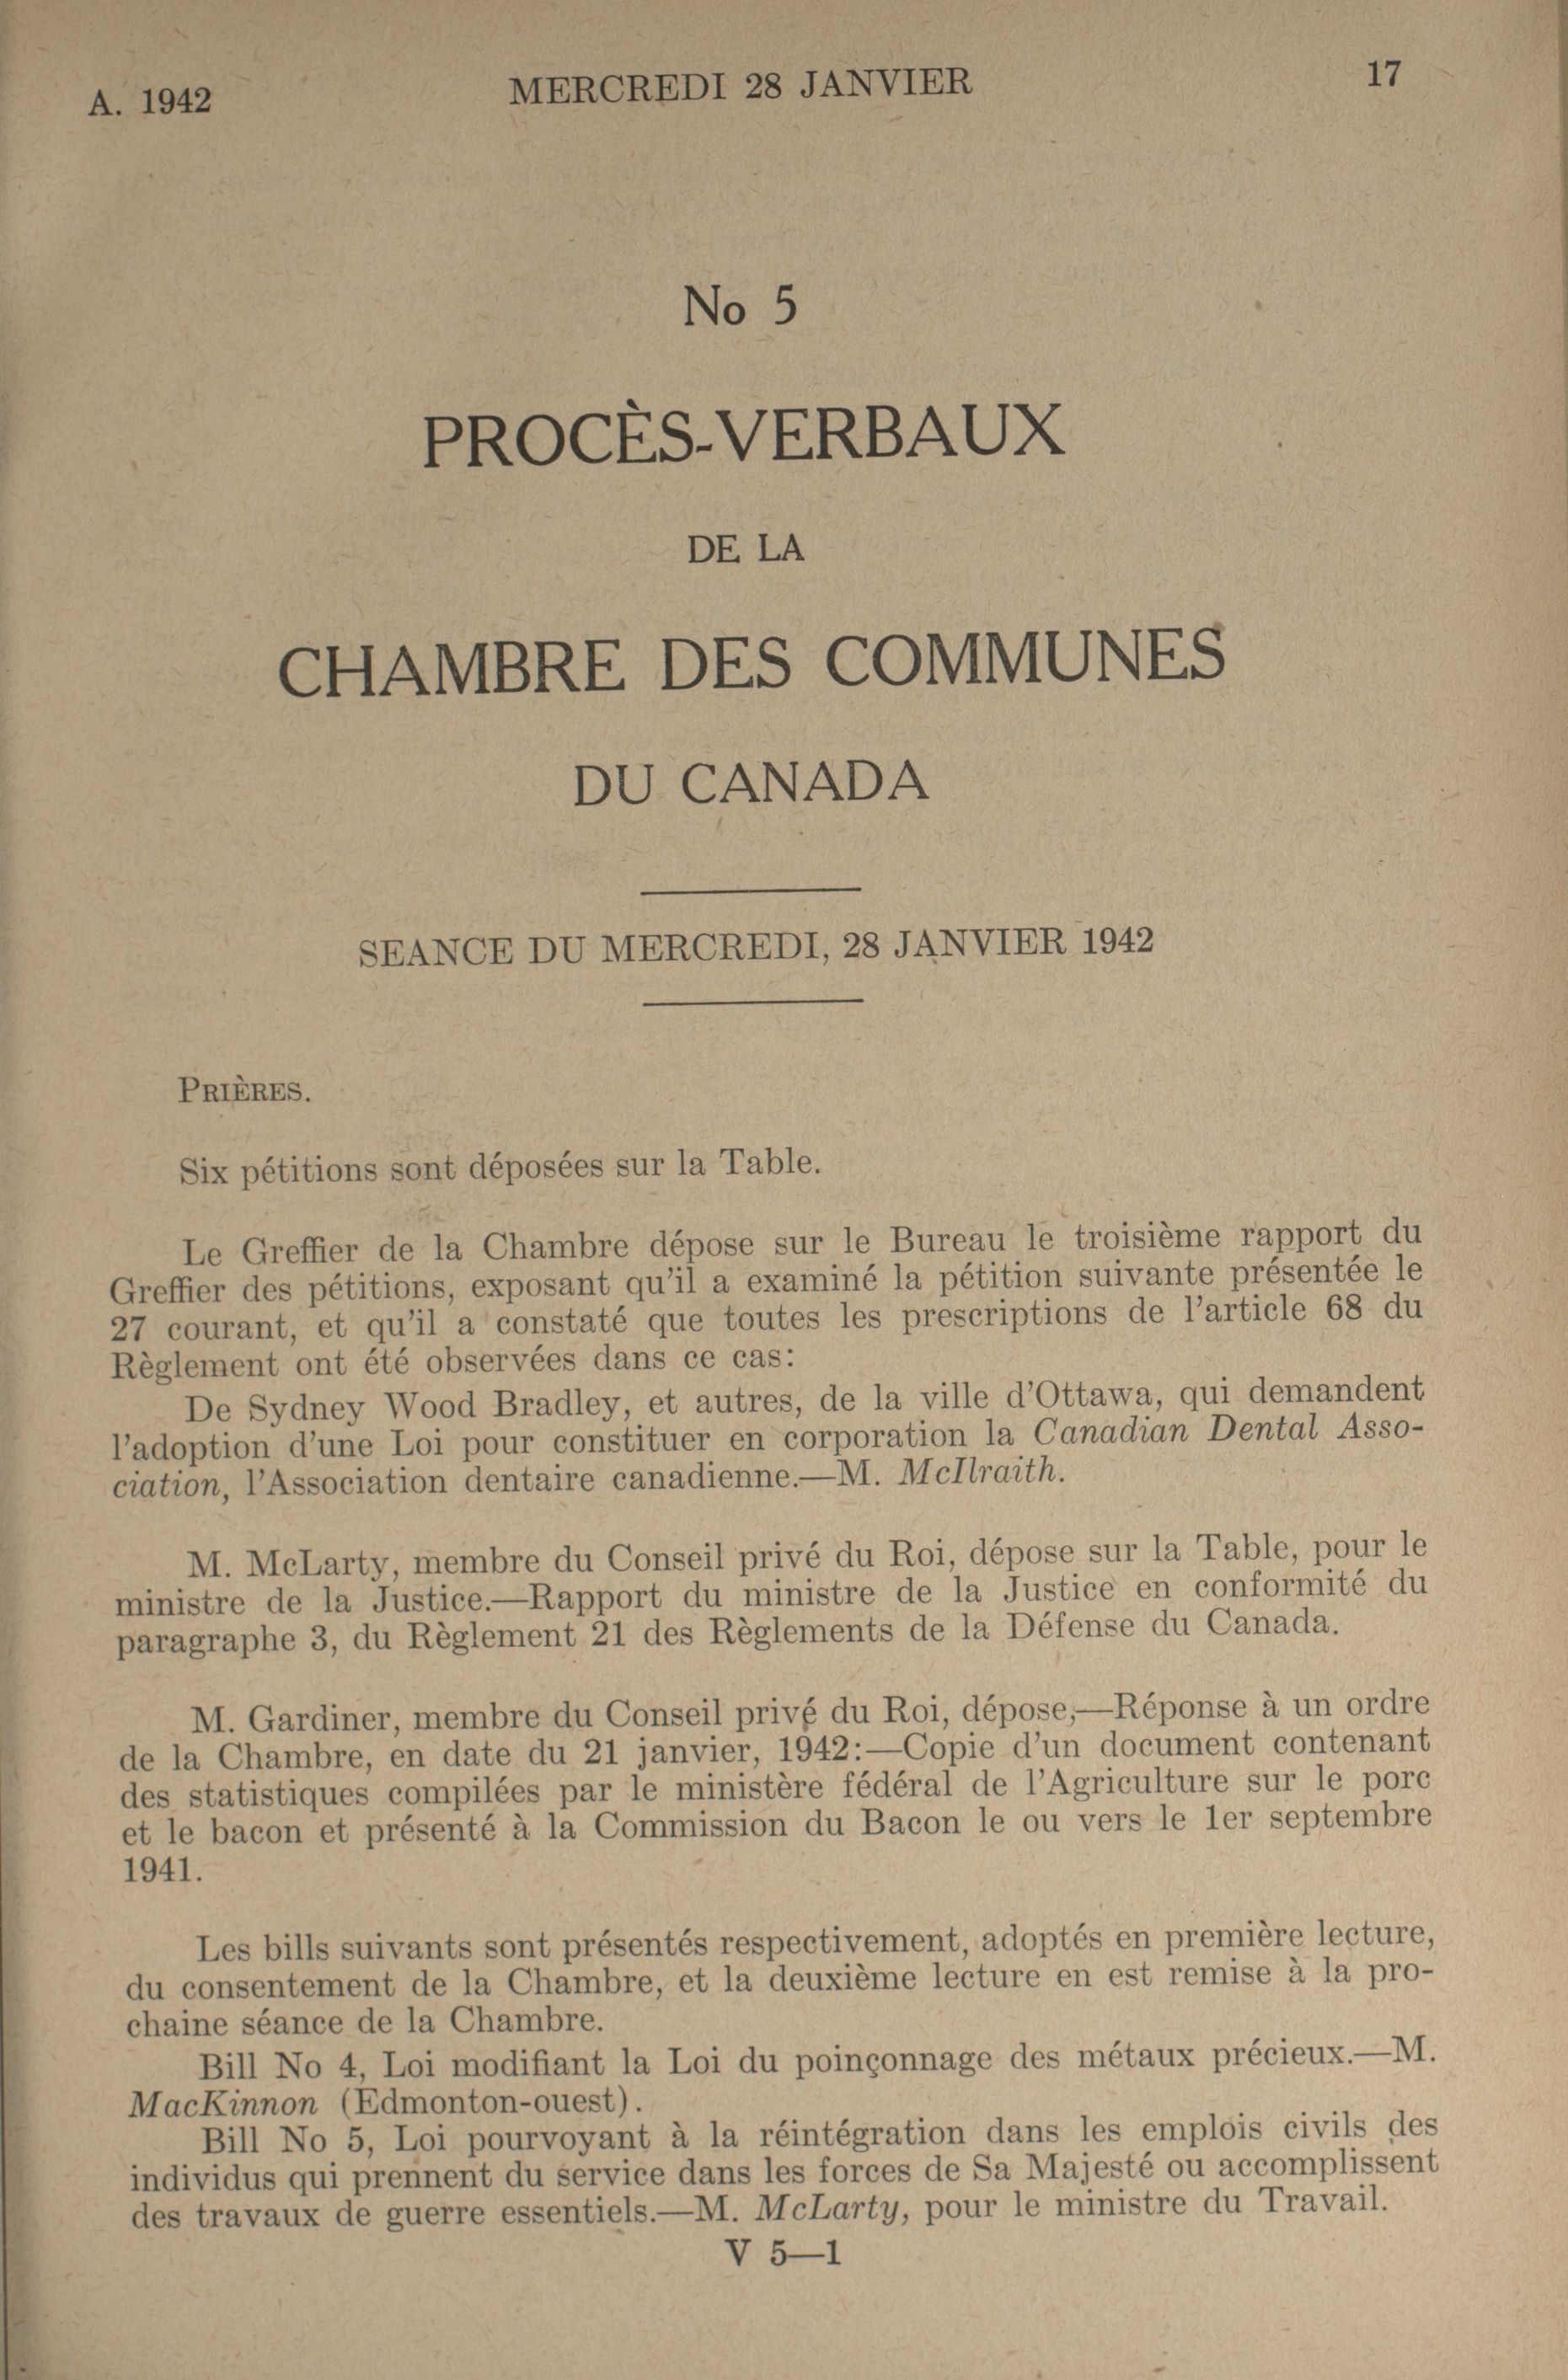 A. 1942 MERCREDI 28 JANVIER 17
No 5
PROCÈS-VERBAUX
DE LA
CHAMBRE DES COMMUNES
DU CANADA
SEANCE DU MERCREDI, 28 JANVIER 1942
PRIÈRES.
Six pétitions sont déposées sur la Table.
Le Greffier de la Chambre dépose sur le Bureau le troisième rapport du
Greffier des pétitions, exposant qu'il a examiné la pétition suivante présentée le
27 courant, et qu'il a constaté que toutes les prescriptions de l'article 68 du
Règlement ont été observées dans ce cas:
De Sydney Wood Bradley, et autres, de la ville d'Ottawa, qui demandent
l'adoption d'une Loi pour constituer en corporation la Canadian Dental Asso-
ciation, l'Association dentaire canadienne.—M. McIlraith.
M. McLarty, membre du Conseil privé du Roi, dépose sur la Table, pour le
ministre de la Justice.—Rapport du ministre de la Justice en conformité du
paragraphe 3, du Règlement 21 des Règlements de la Défense du Canada.
M. Gardiner, membre du Conseil privé du Roi, dépose,—Réponse à un ordre
de la Chambre, en date du 21 janvier, 1942:—Copie d'un document contenant
des statistiques compilées par le ministère fédéral de l'Agriculture sur le porc
et le bacon et présenté à la Commission du Bacon le ou vers le 1er septembre
1941.
Les bills suivants sont présentés respectivement, adoptés en première lecture,
du consentement de la Chambre, et la deuxième lecture en est remise à la pro-
chaine séance de la Chambre.
Bill No 4, Loi modifiant la Loi du poinçonnage des métaux précieux.—M.
MacKinnon (Edmonton-ouest).
Bill No 5, Loi pourvoyant à la réintégration dans les emplois civils des
individus qui prennent du service dans les forces de Sa Majesté ou accomplissent
des travaux de guerre essentiels.—M. McLarty, pour le ministre du Travail.
V 5—1